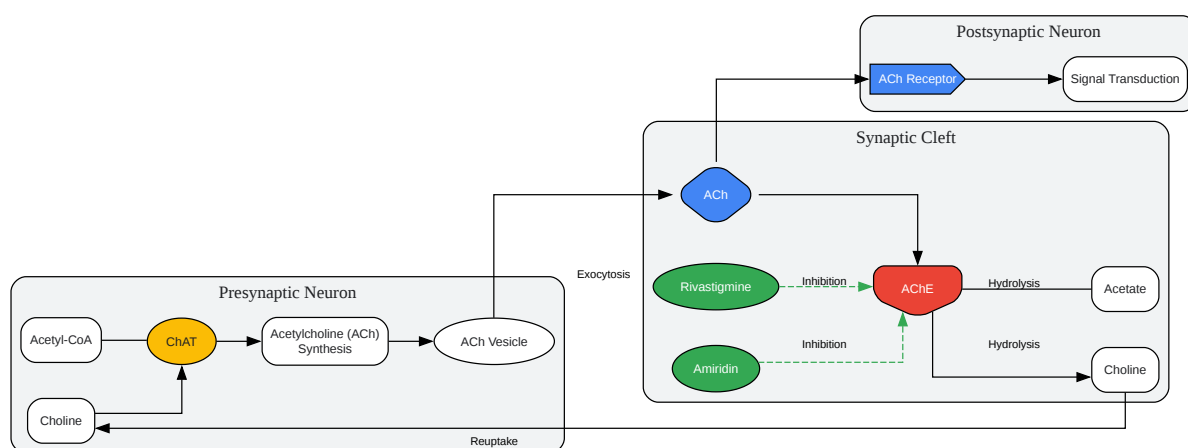 Postsynaptic Neuron
ACh Receptor
Signal Transduction
Synaptic Cleft
ACh
Exocytosis
Rivastigmine
Inhibition
AChE
Hydrolysis
Acetate
Presynaptic Neuron
Acetyl-CoA
ChAT
Acetylcholine (ACh)
Synthesis
ACh Vesicle
Inhibition
Hydrolysis
Amiridin
Choline
Choline
Reuptake